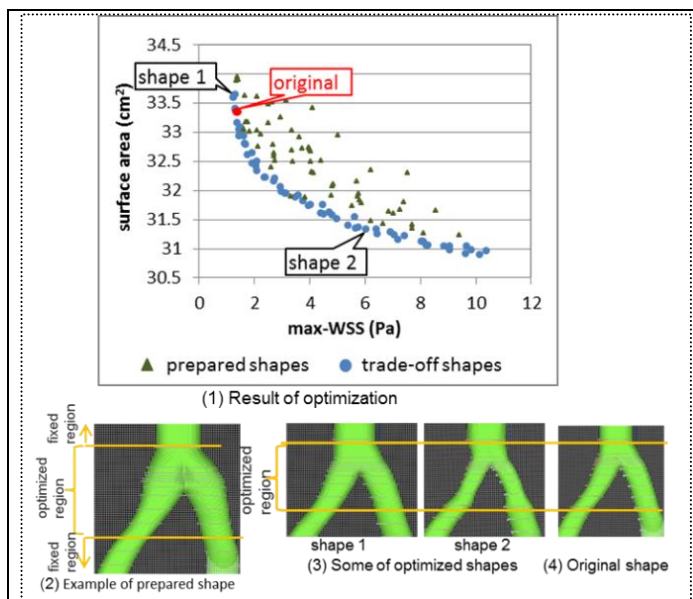 34.5
shape 1
original
34
33.5
33
32.5
32
31.5
31
30.5
surface area (cm²)
shape 2
0 2 4 6 8 10 12
max-WSS (Pa)
prepared shapes trade-off shapes
(1) Result of optimization
fixed region
optimized region
fixed region
(2) Example of prepared shape
optimized region
shape 1 shape 2
(3) Some of optimized shapes
(4) Original shape